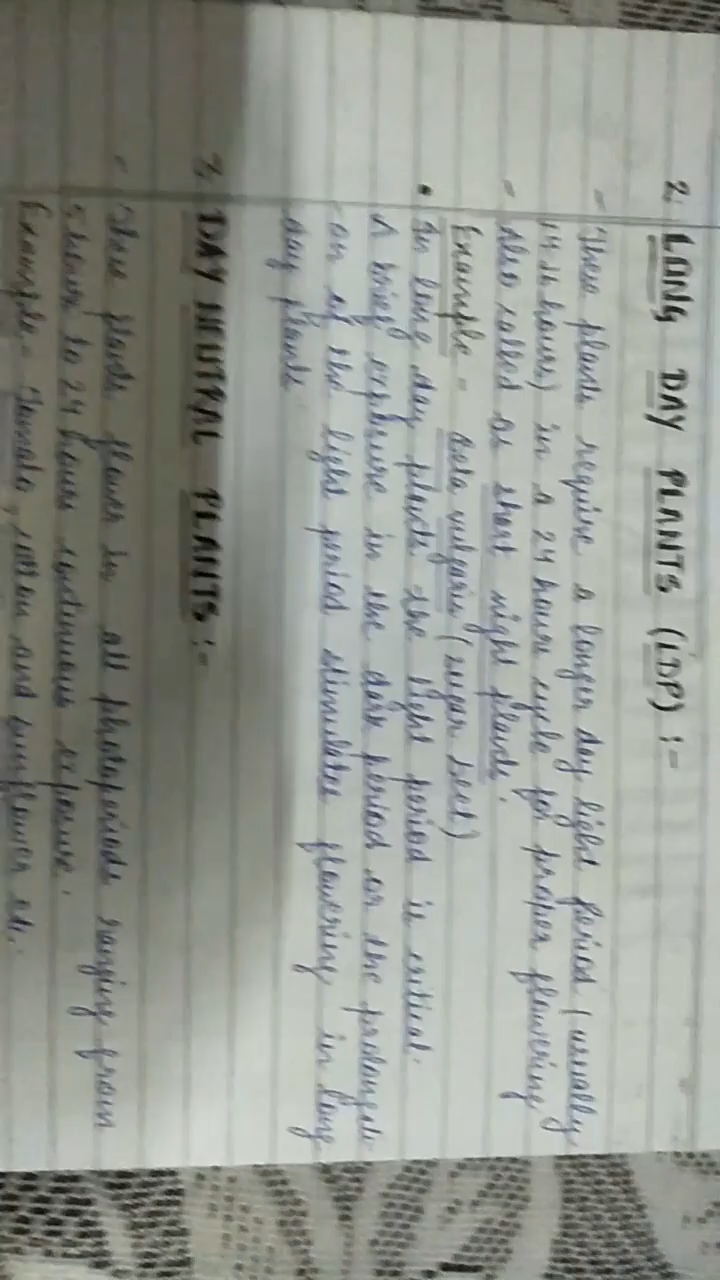 2. LONG DAY PLANTS (LDP) :-
- These plants require a longer day light period (usually
14-16 hours) in a 24 hours cycle for proper flowering
- Also called as short night plants.
Example - Beta vulgaris (sugar beet)
• In long day plants the light period is critical.
A brief exposure in the dark period or the prolongati-
-on of the light period stimulates flowering in long
day plants
3. DAY NEUTRAL PLANTS :-
- These plants flower in all photoperiods ranging from
5 hours to 24 hours continuous exposure.
Example - Tomato, cotton and sunflower etc.